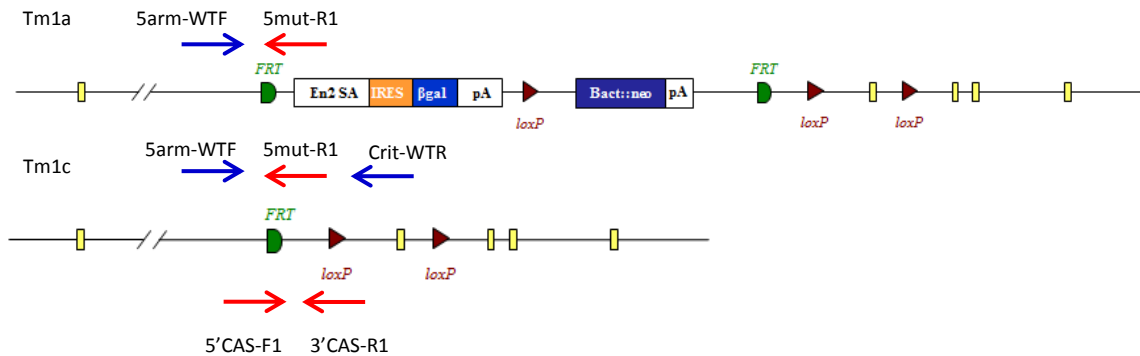 Tm1a 5arm-WTF 5mut-R1
FRT FRT
En2 SA IRES βgal pA Bact::neo pA
loxP loxP loxP
Tm1c 5arm-WTF 5mut-R1 Crit-WTR
FRT
loxP loxP
5’CAS-F1 3’CAS-R1